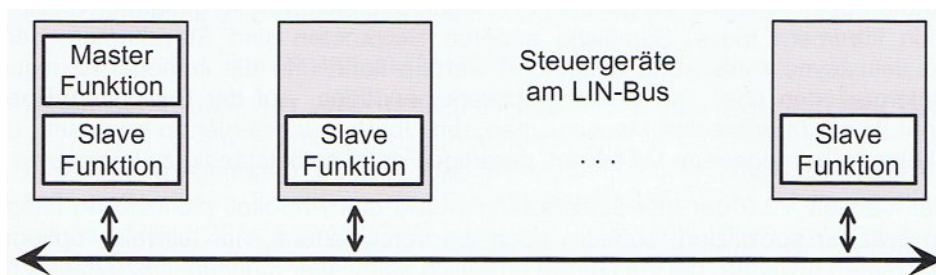 Master
Funktion
Slave
Funktion
Slave
Funktion
Steuergeräte
am LIN-Bus
. . .
Slave
Funktion